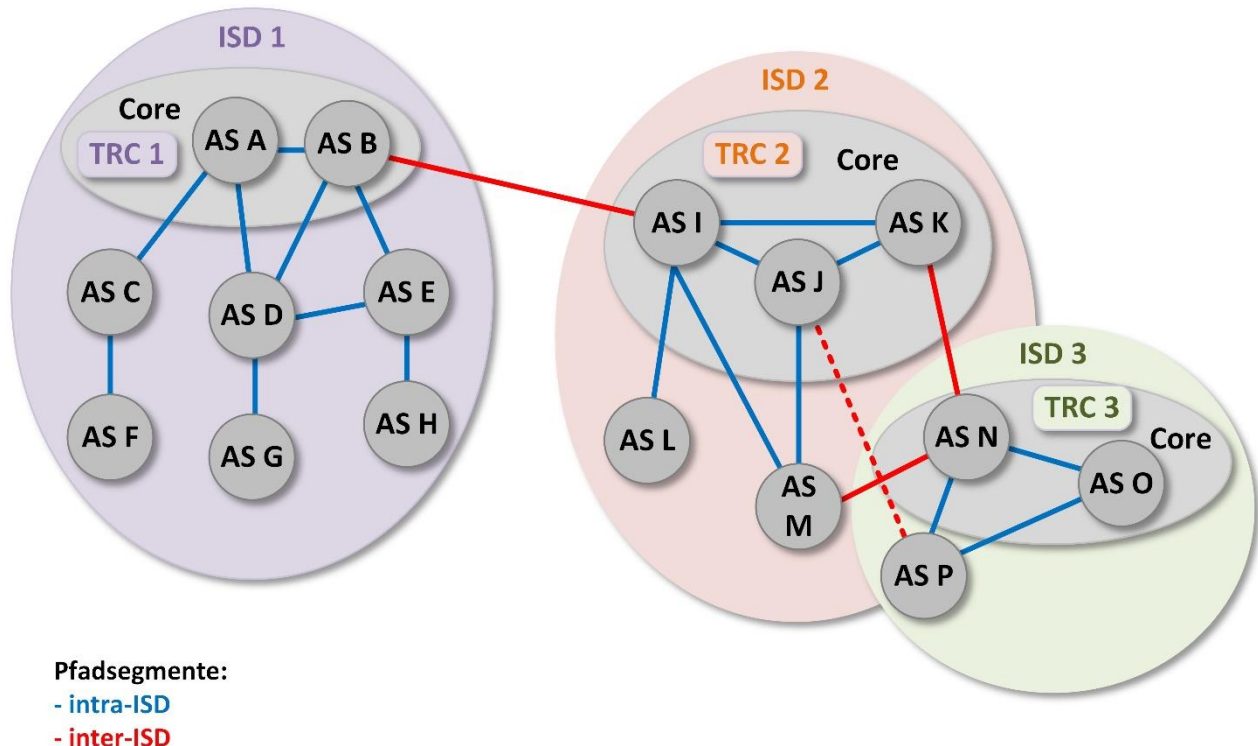 ISD 1
Core
TRC 1
AS A
AS B
AS C
AS D
AS E
AS F
AS G
AS H
ISD 2
TRC 2
Core
AS I
AS K
AS J
AS L
AS
M
ISD 3
TRC 3
Core
AS N
AS O
AS P
Pfadsegmente:
- intra-ISD
- inter-ISD